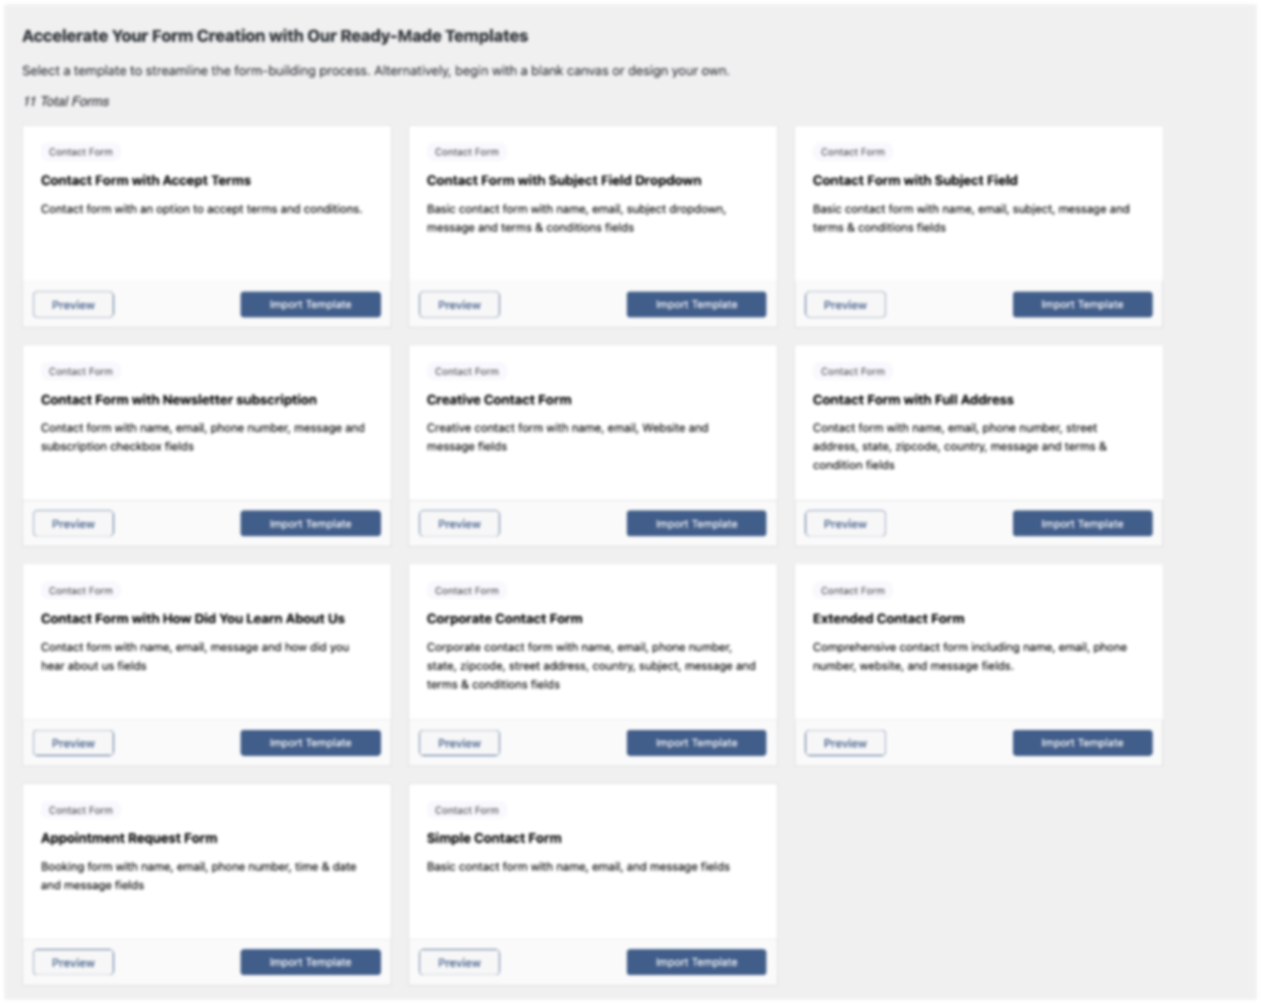 Accelerate Your Form Creation with Our Ready-Made Templates
Select a template to streamline the form-building process. Alternatively, begin with a blank canvas or design your own.
11 Total Forms
Contact Form
Contact Form with Accept Terms
Contact form with an option to accept terms and conditions.
Preview
Import Template
Contact Form
Contact Form with Subject Field Dropdown
Basic contact form with name, email, subject dropdown,
message and terms & conditions fields
Preview
Import Template
Contact Form
Contact Form with Subject Field
Basic contact form with name, email, subject, message and
terms & conditions fields
Preview
Import Template
Contact Form
Contact Form with Newsletter subscription
Contact form with name, email, phone number, message and
subscription checkbox fields
Preview
Import Template
Contact Form
Creative Contact Form
Creative contact form with name, email, Website and
message fields
Preview
Import Template
Contact Form
Contact Form with Full Address
Contact form with name, email, phone number, street
address, state, zipcode, country, message and terms &
condition fields
Preview
Import Template
Contact Form
Contact Form with How Did You Learn About Us
Contact form with name, email, message and how did you
hear about us fields
Preview
Import Template
Contact Form
Corporate Contact Form
Corporate contact form with name, email, phone number,
state, zipcode, street address, country, subject, message and
terms & conditions fields
Preview
Import Template
Contact Form
Extended Contact Form
Comprehensive contact form including name, email, phone
number, website, and message fields.
Preview
Import Template
Contact Form
Appointment Request Form
Booking form with name, email, phone number, time & date
and message fields
Preview
Import Template
Contact Form
Simple Contact Form
Basic contact form with name, email, and message fields
Preview
Import Template